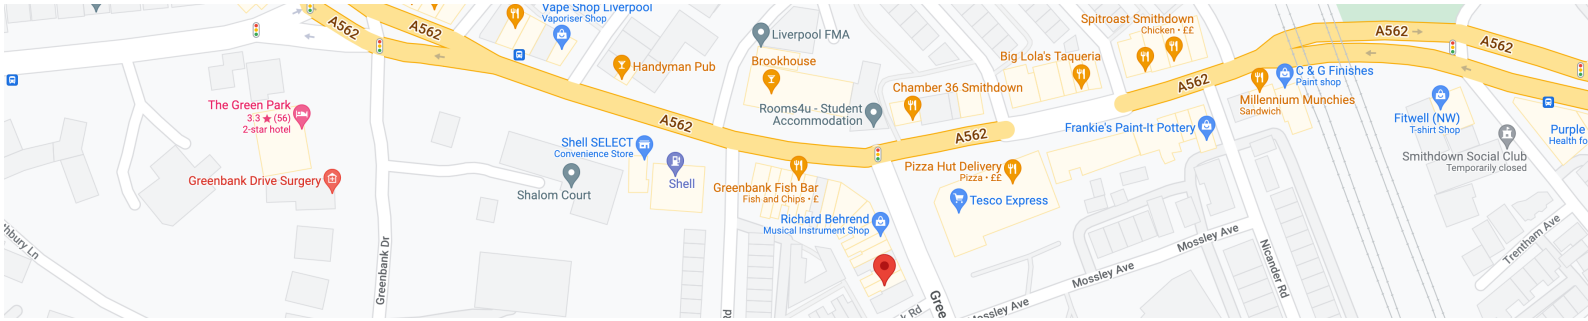 A562
Vape Shop Liverpool
Vaporiser Shop
A562
Handyman Pub
Liverpool FMA
Brookhouse
Rooms4u - Student
Accommodation
Chamber 36 Smithdown
Big Lola's Taqueria
Spitroast Smithdown
Chicken • ££
A562
A562
C & G Finishes
Paint shop
Millennium Munchies
Sandwich
A562
Fitwell (NW)
T-shirt Shop
Purple
Health fo
Smithdown Social Club
Temporarily closed
The Green Park
3.3 ★ (56)
2-star hotel
Greenbank Drive Surgery
A562
A562
Shell SELECT
Convenience Store
Shell
Shalom Court
Greenbank Fish Bar
Fish and Chips • £
Pizza Hut Delivery
Pizza • ££
Frankie's Paint-It Pottery
Tesco Express
Richard Behrend
Musical Instrument Shop
Greenbank Dr
Mossley Ave
Mossley Ave
Mossley Ave
Nicander Rd
Trentham Ave
hbury Ln
Gree
k Rd
Rd